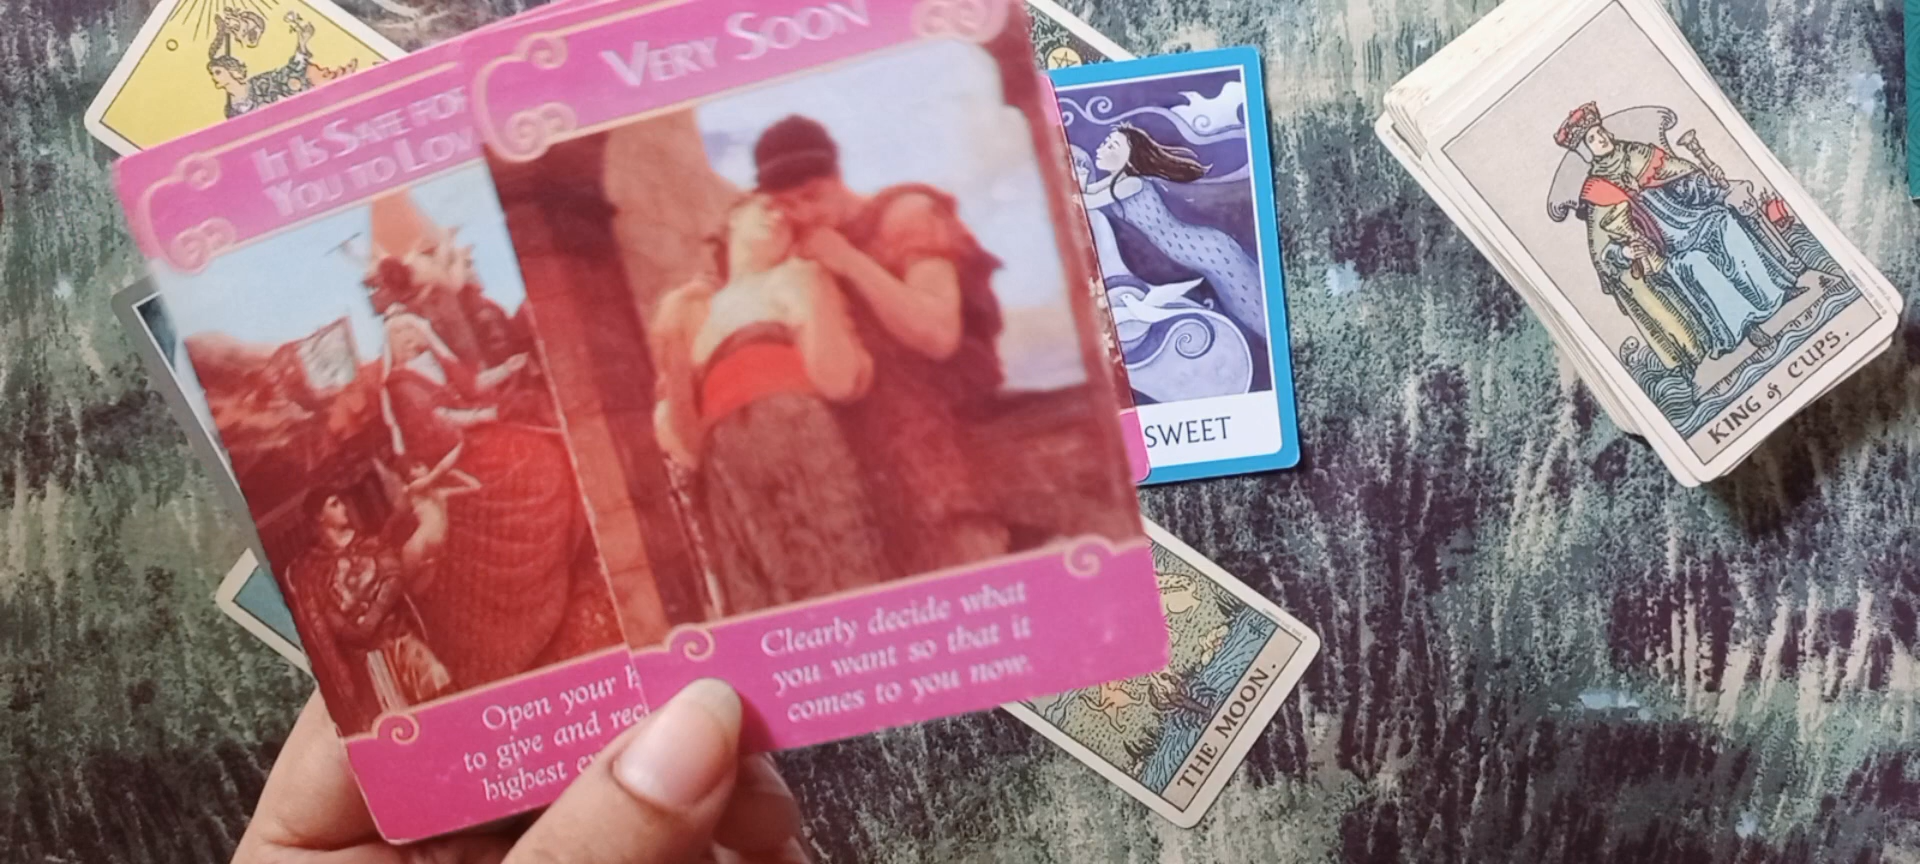 IT IS SAFE FOR
YOU TO LOV
VERY SOON
Open your h
to give and rec
highest e
Clearly decide what
you want so that it
comes to you now.
SWEET
THE MOON.
KING of CUPS.